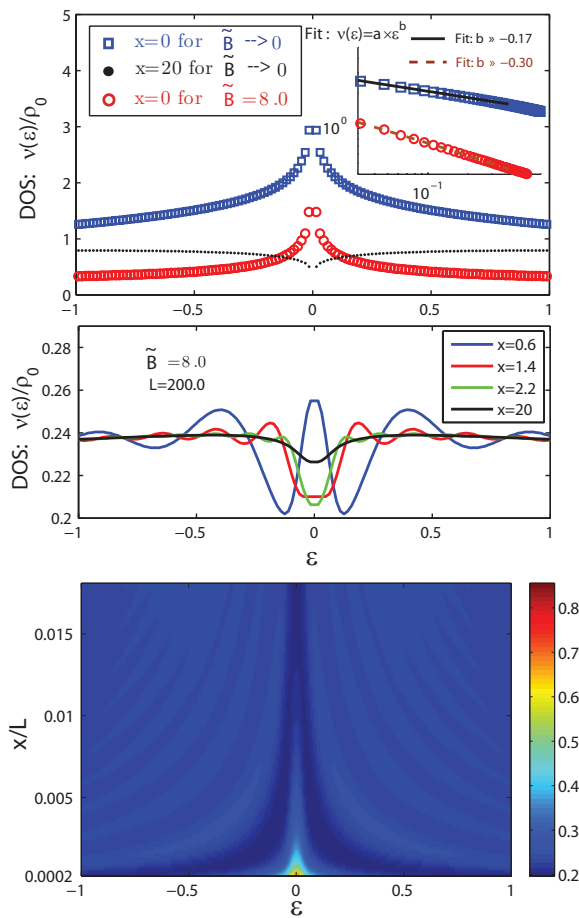 x=0 for B̃ -->0
x=20 for B̃ -->0
x=0 for B̃ =8.0
Fit : ν(ε)=a×ε^b
Fit: b » −0.17
Fit: b » −0.30
10^0
10^−1
DOS: ν(ε)/ρ0
5
4
3
2
1
0
−1 −0.5 0 0.5 1
B̃ =8.0
L=200.0
x=0.6
x=1.4
x=2.2
x=20
DOS: ν(ε)/ρ0
0.28
0.26
0.24
0.22
0.2
−1 −0.5 0 0.5 1
ε
x/L
0.015
0.01
0.005
0.0002
−1 −0.5 0 0.5 1
ε
0.8
0.7
0.6
0.5
0.4
0.3
0.2